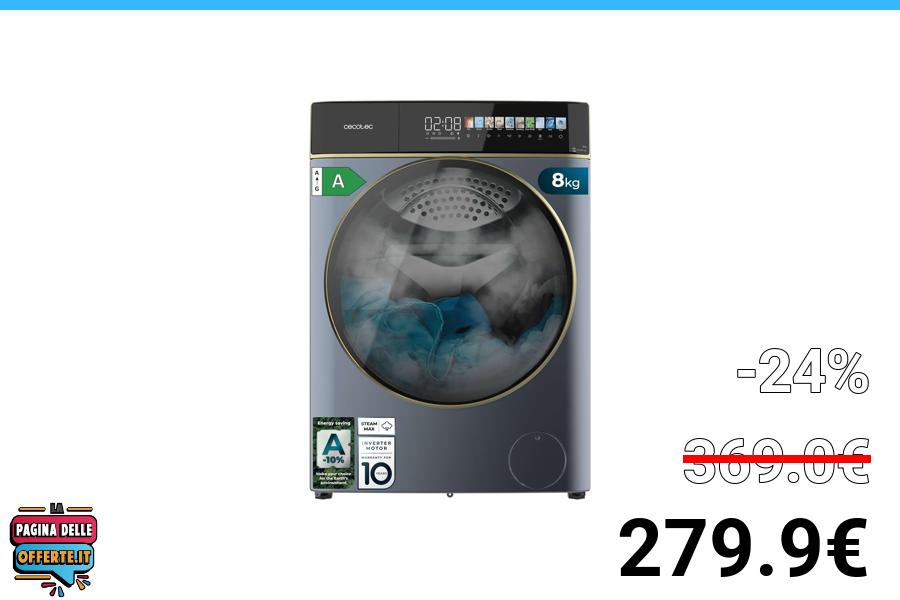 cecotec
02:08
A
G
A
8kg
-24%
369.0€
279.9€
Energy saving
A
-10%
Make your choice
for the Earth's
environment
STEAM
MAX
INVERTER
MOTOR
WARRANTY FOR
10
YEARS
LA
PAGINA DELLE
OFFERTE.IT